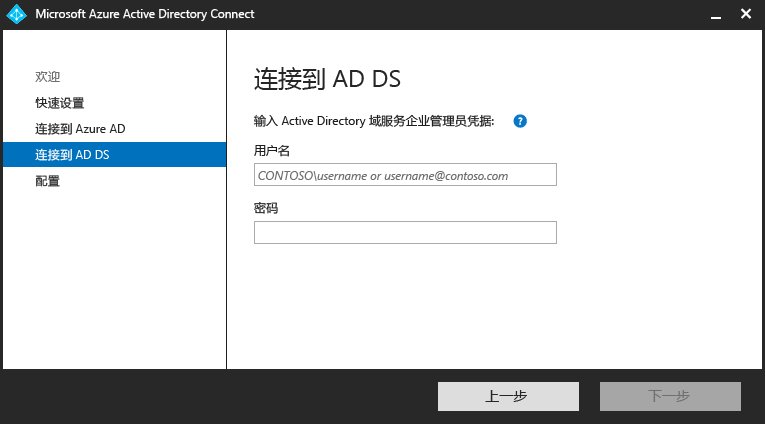 Microsoft Azure Active Directory Connect
欢迎
快速设置
连接到 Azure AD
连接到 AD DS
配置
连接到 AD DS
输入 Active Directory 域服务企业管理员凭据: ?
用户名
CONTOSO\username or username@contoso.com
密码
上一步
下一步